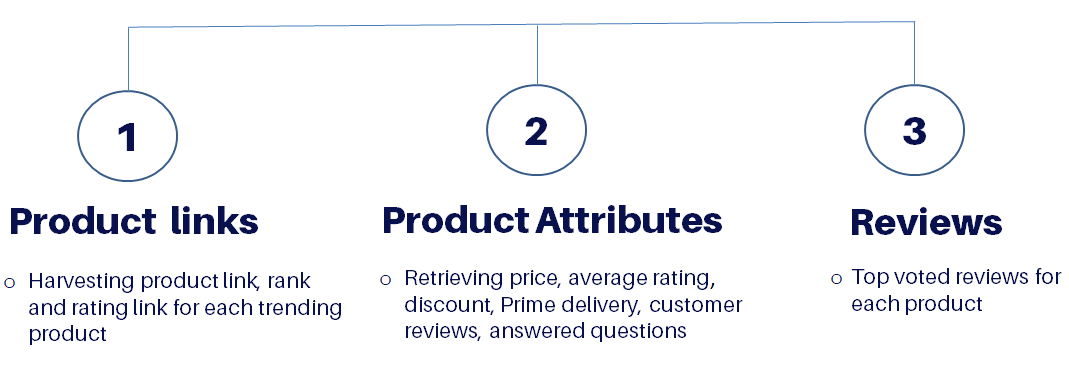 1
2
3
Product links
Product Attributes
Reviews
o Harvesting product link, rank
and rating link for each trending
product
o Retrieving price, average rating,
discount, Prime delivery, customer
reviews, answered questions
o Top voted reviews for
each product